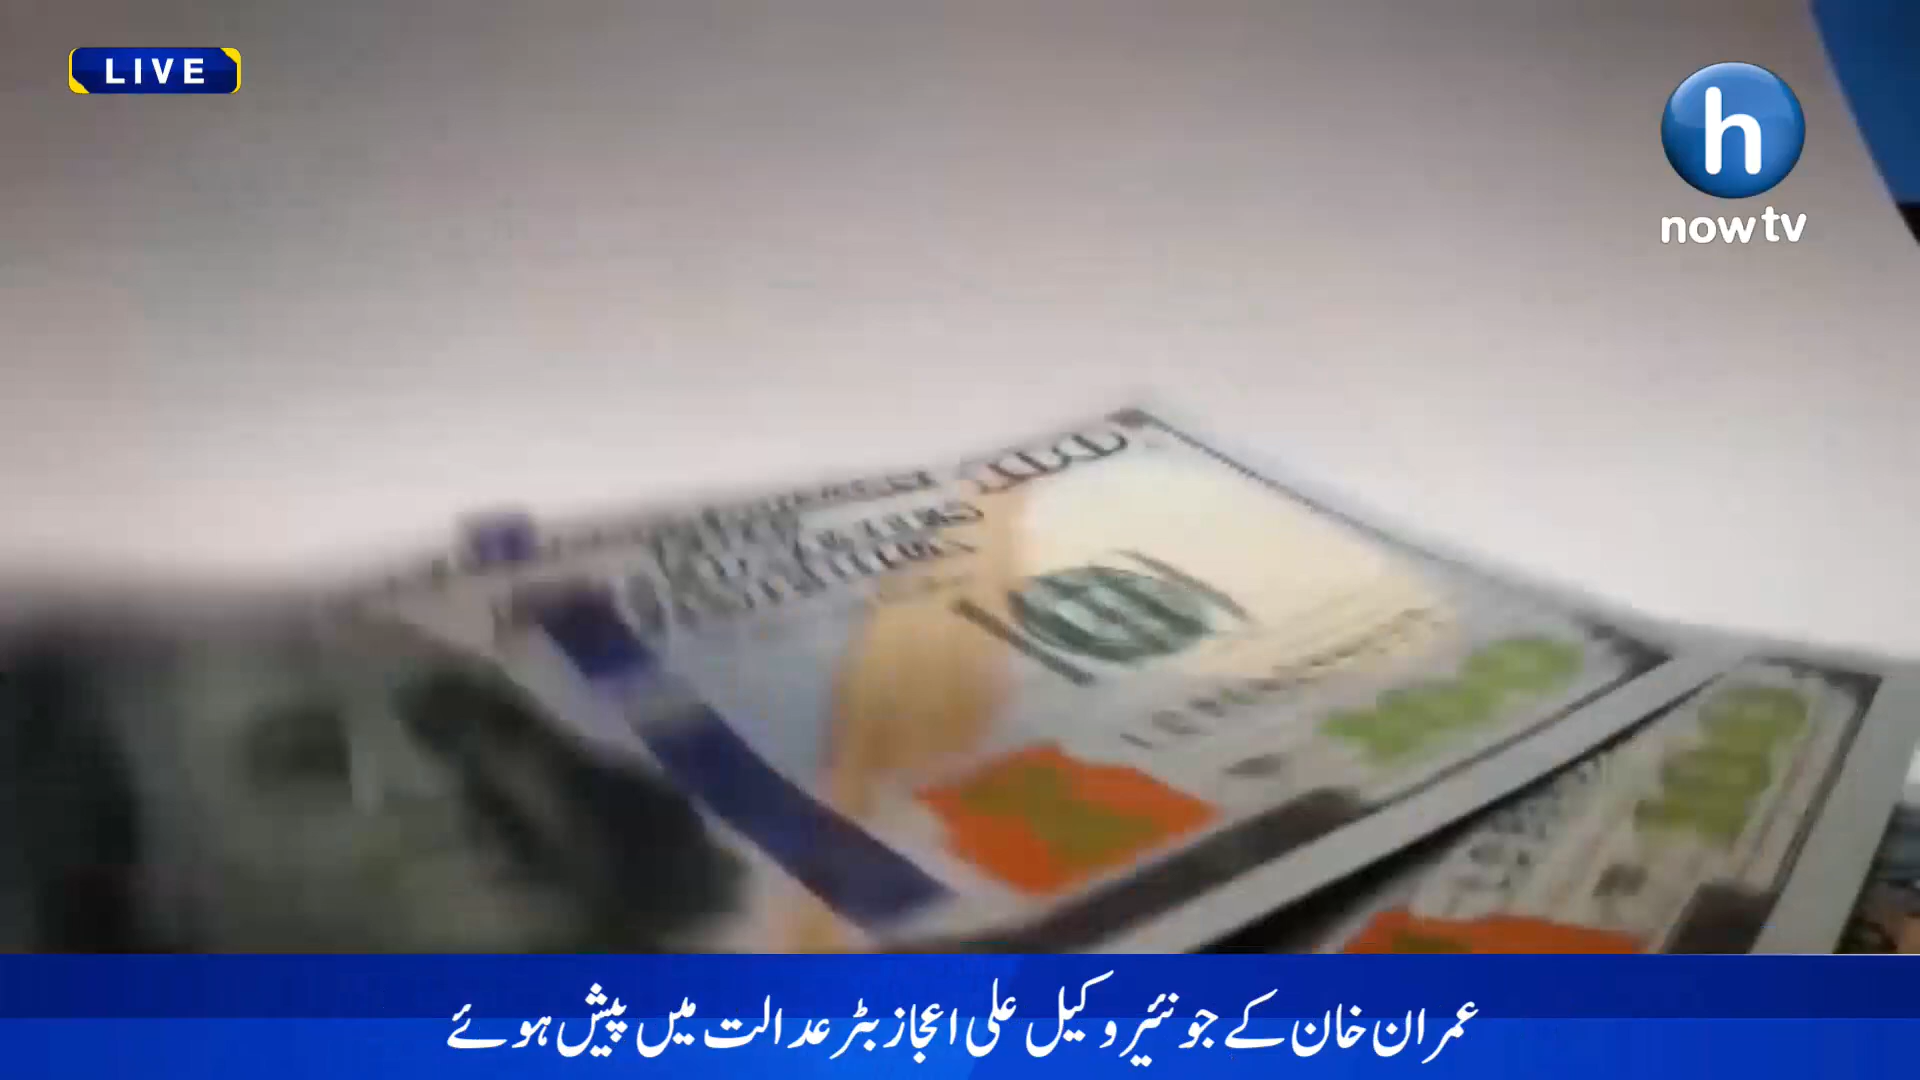 LIVE
h
now tv
عمران خان کے جونئیر وکیل علی اعجاز بٹر عدالت میں پیش ہوئے